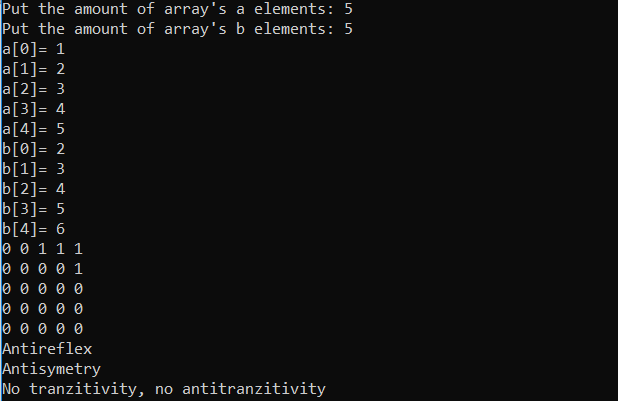 Put the amount of array's a elements: 5
Put the amount of array's b elements: 5
a[0]= 1
a[1]= 2
a[2]= 3
a[3]= 4
a[4]= 5
b[0]= 2
b[1]= 3
b[2]= 4
b[3]= 5
b[4]= 6
0 0 1 1 1
0 0 0 0 1
0 0 0 0 0
0 0 0 0 0
0 0 0 0 0
Antireflex
Antisymetry
No tranzitivity, no antitranzitivity